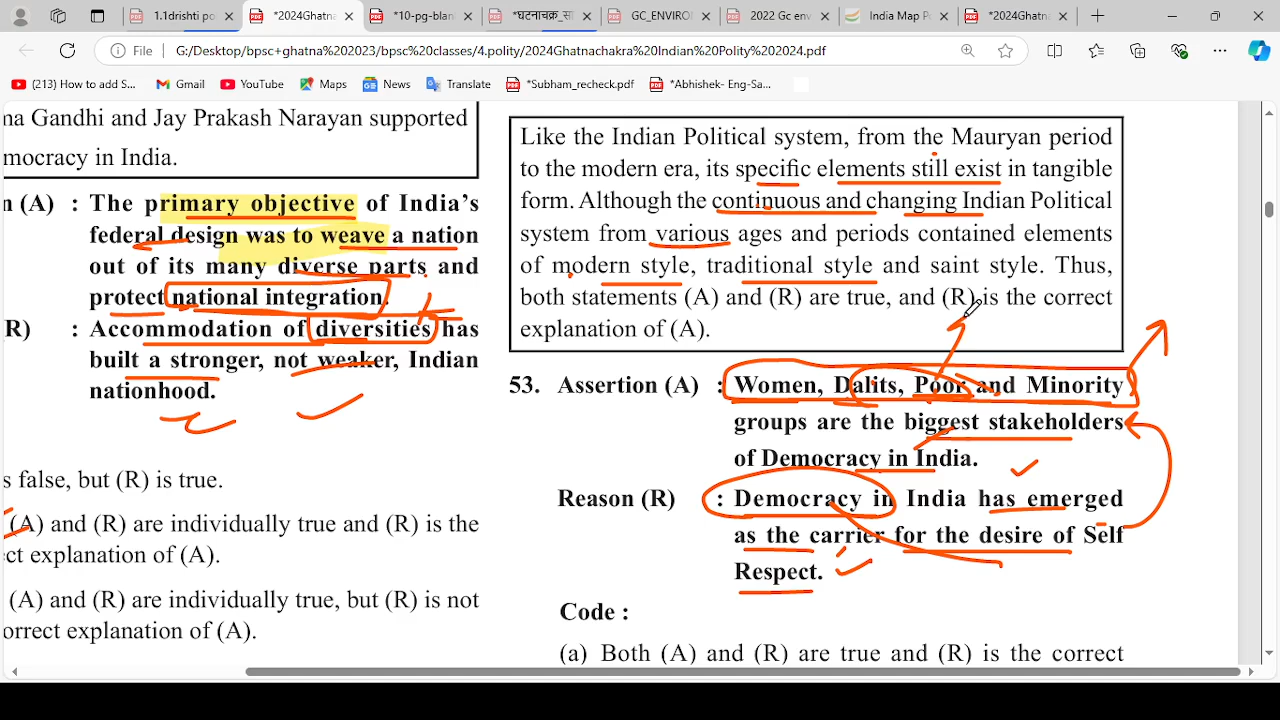 1.1drishti po
*2024Ghatna
*10-pg-blan
*घटनाचक्र_सा
GC_ENVIRO
2022 Gc env
India Map P
*2024Ghatn
File
G:/Desktop/bpsc+ghatna%202023/bpsc%20classes/4.polity/2024Ghatnachakra%20Indian%20Polity%202024.pdf
(213) How to add S...
Gmail
YouTube
Maps
News
Translate
*Subham_recheck.pdf
*Abhishek- Eng-Sa...
ma Gandhi and Jay Prakash Narayan supported
mocracy in India.
n (A) : The primary objective of India's
federal design was to weave a nation
out of its many diverse parts and
protect national integration.
R) : Accommodation of diversities has
built a stronger, not weaker, Indian
nationhood.
s false, but (R) is true.
(A) and (R) are individually true and (R) is the
ct explanation of (A).
(A) and (R) are individually true, but (R) is not
orrect explanation of (A).
Like the Indian Political system, from the Mauryan period
to the modern era, its specific elements still exist in tangible
form. Although the continuous and changing Indian Political
system from various ages and periods contained elements
of modern style, traditional style and saint style. Thus,
both statements (A) and (R) are true, and (R) is the correct
explanation of (A).
53. Assertion (A) : Women, Dalits, Poor and Minority
groups are the biggest stakeholders
of Democracy in India.
Reason (R) : Democracy in India has emerged
as the carrier for the desire of Self
Respect.
Code :
(a) Both (A) and (R) are true and (R) is the correct